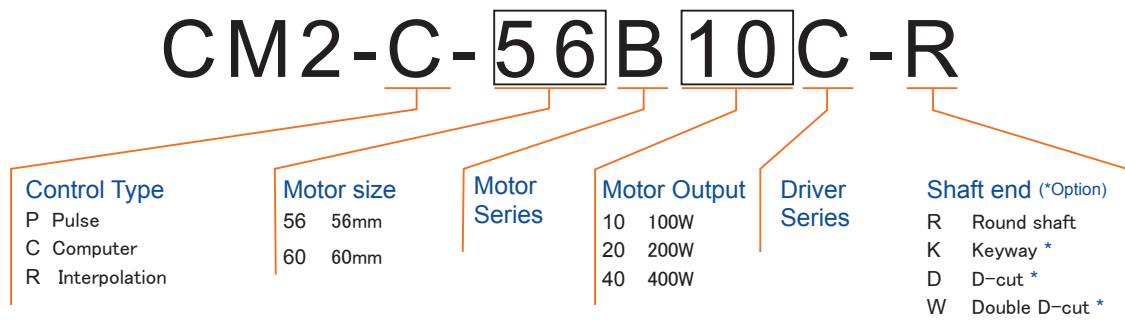 CM2-C-56B10C-R
Control Type
P Pulse
C Computer
R Interpolation
Motor size
56 56mm
60 60mm
Motor
Series
Motor Output
10 100W
20 200W
40 400W
Driver
Series
Shaft end (*Option)
R Round shaft
K Keyway *
D D-cut *
W Double D-cut *